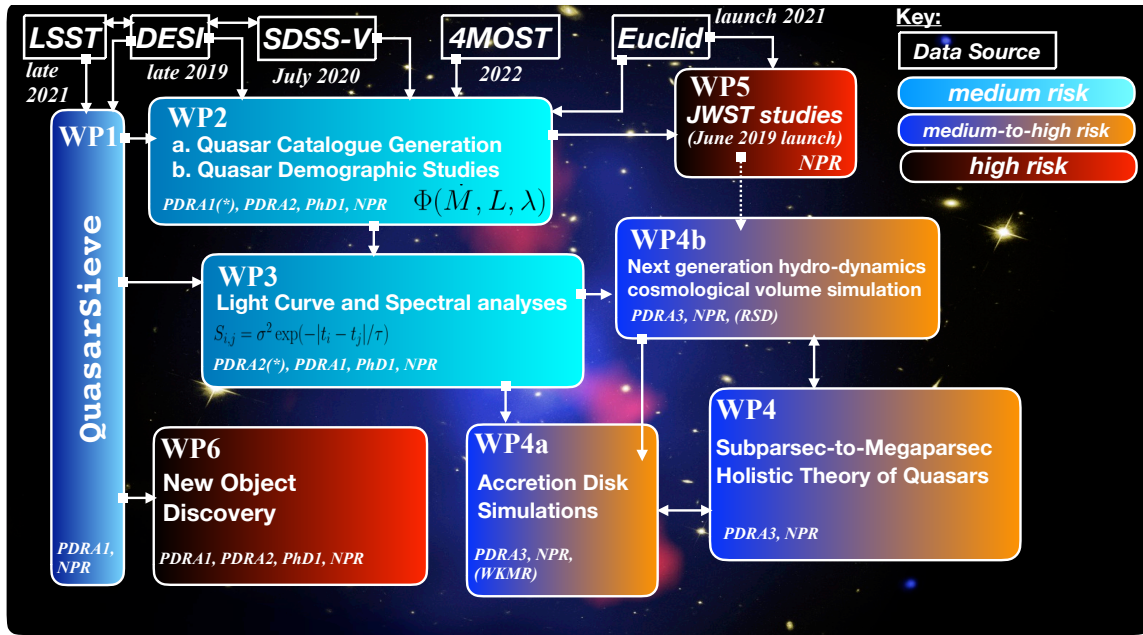 LSST
DESI
SDSS-V
4MOST
Euclid
launch 2021
late
2021
late 2019
July 2020
2022
Key:
Data Source
medium risk
medium-to-high risk
high risk
WP1
QuasarSieve
PDRA1,
NPR
WP2
a. Quasar Catalogue Generation
b. Quasar Demographic Studies
PDRA1(*), PDRA2, PhD1, NPR
Φ(Ṁ, L, λ)
WP5
JWST studies
(June 2019 launch)
NPR
WP3
Light Curve and Spectral analyses
S_{i,j} = σ² exp(−|t_i − t_j|/τ)
PDRA2(*), PDRA1, PhD1, NPR
WP4b
Next generation hydro-dynamics
cosmological volume simulation
PDRA3, NPR, (RSD)
WP6
New Object
Discovery
PDRA1, PDRA2, PhD1, NPR
WP4a
Accretion Disk
Simulations
PDRA3, NPR,
(WKMR)
WP4
Subparsec-to-Megaparsec
Holistic Theory of Quasars
PDRA3, NPR